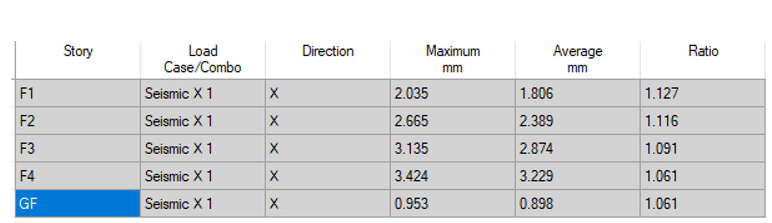 Story Load Case/Combo Direction Maximum mm Average mm Ratio
F1 Seismic X 1 X 2.035 1.806 1.127
F2 Seismic X 1 X 2.665 2.389 1.116
F3 Seismic X 1 X 3.135 2.874 1.091
F4 Seismic X 1 X 3.424 3.229 1.061
GF Seismic X 1 X 0.953 0.898 1.061